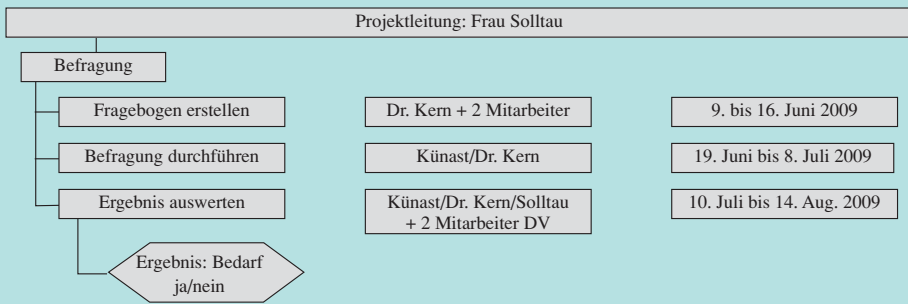 Projektleitung: Frau Solltau
Befragung
Fragebogen erstellen
Dr. Kern + 2 Mitarbeiter
9. bis 16. Juni 2009
Befragung durchführen
Künast/Dr. Kern
19. Juni bis 8. Juli 2009
Ergebnis auswerten
Künast/Dr. Kern/Solltau
+ 2 Mitarbeiter DV
10. Juli bis 14. Aug. 2009
Ergebnis: Bedarf
ja/nein